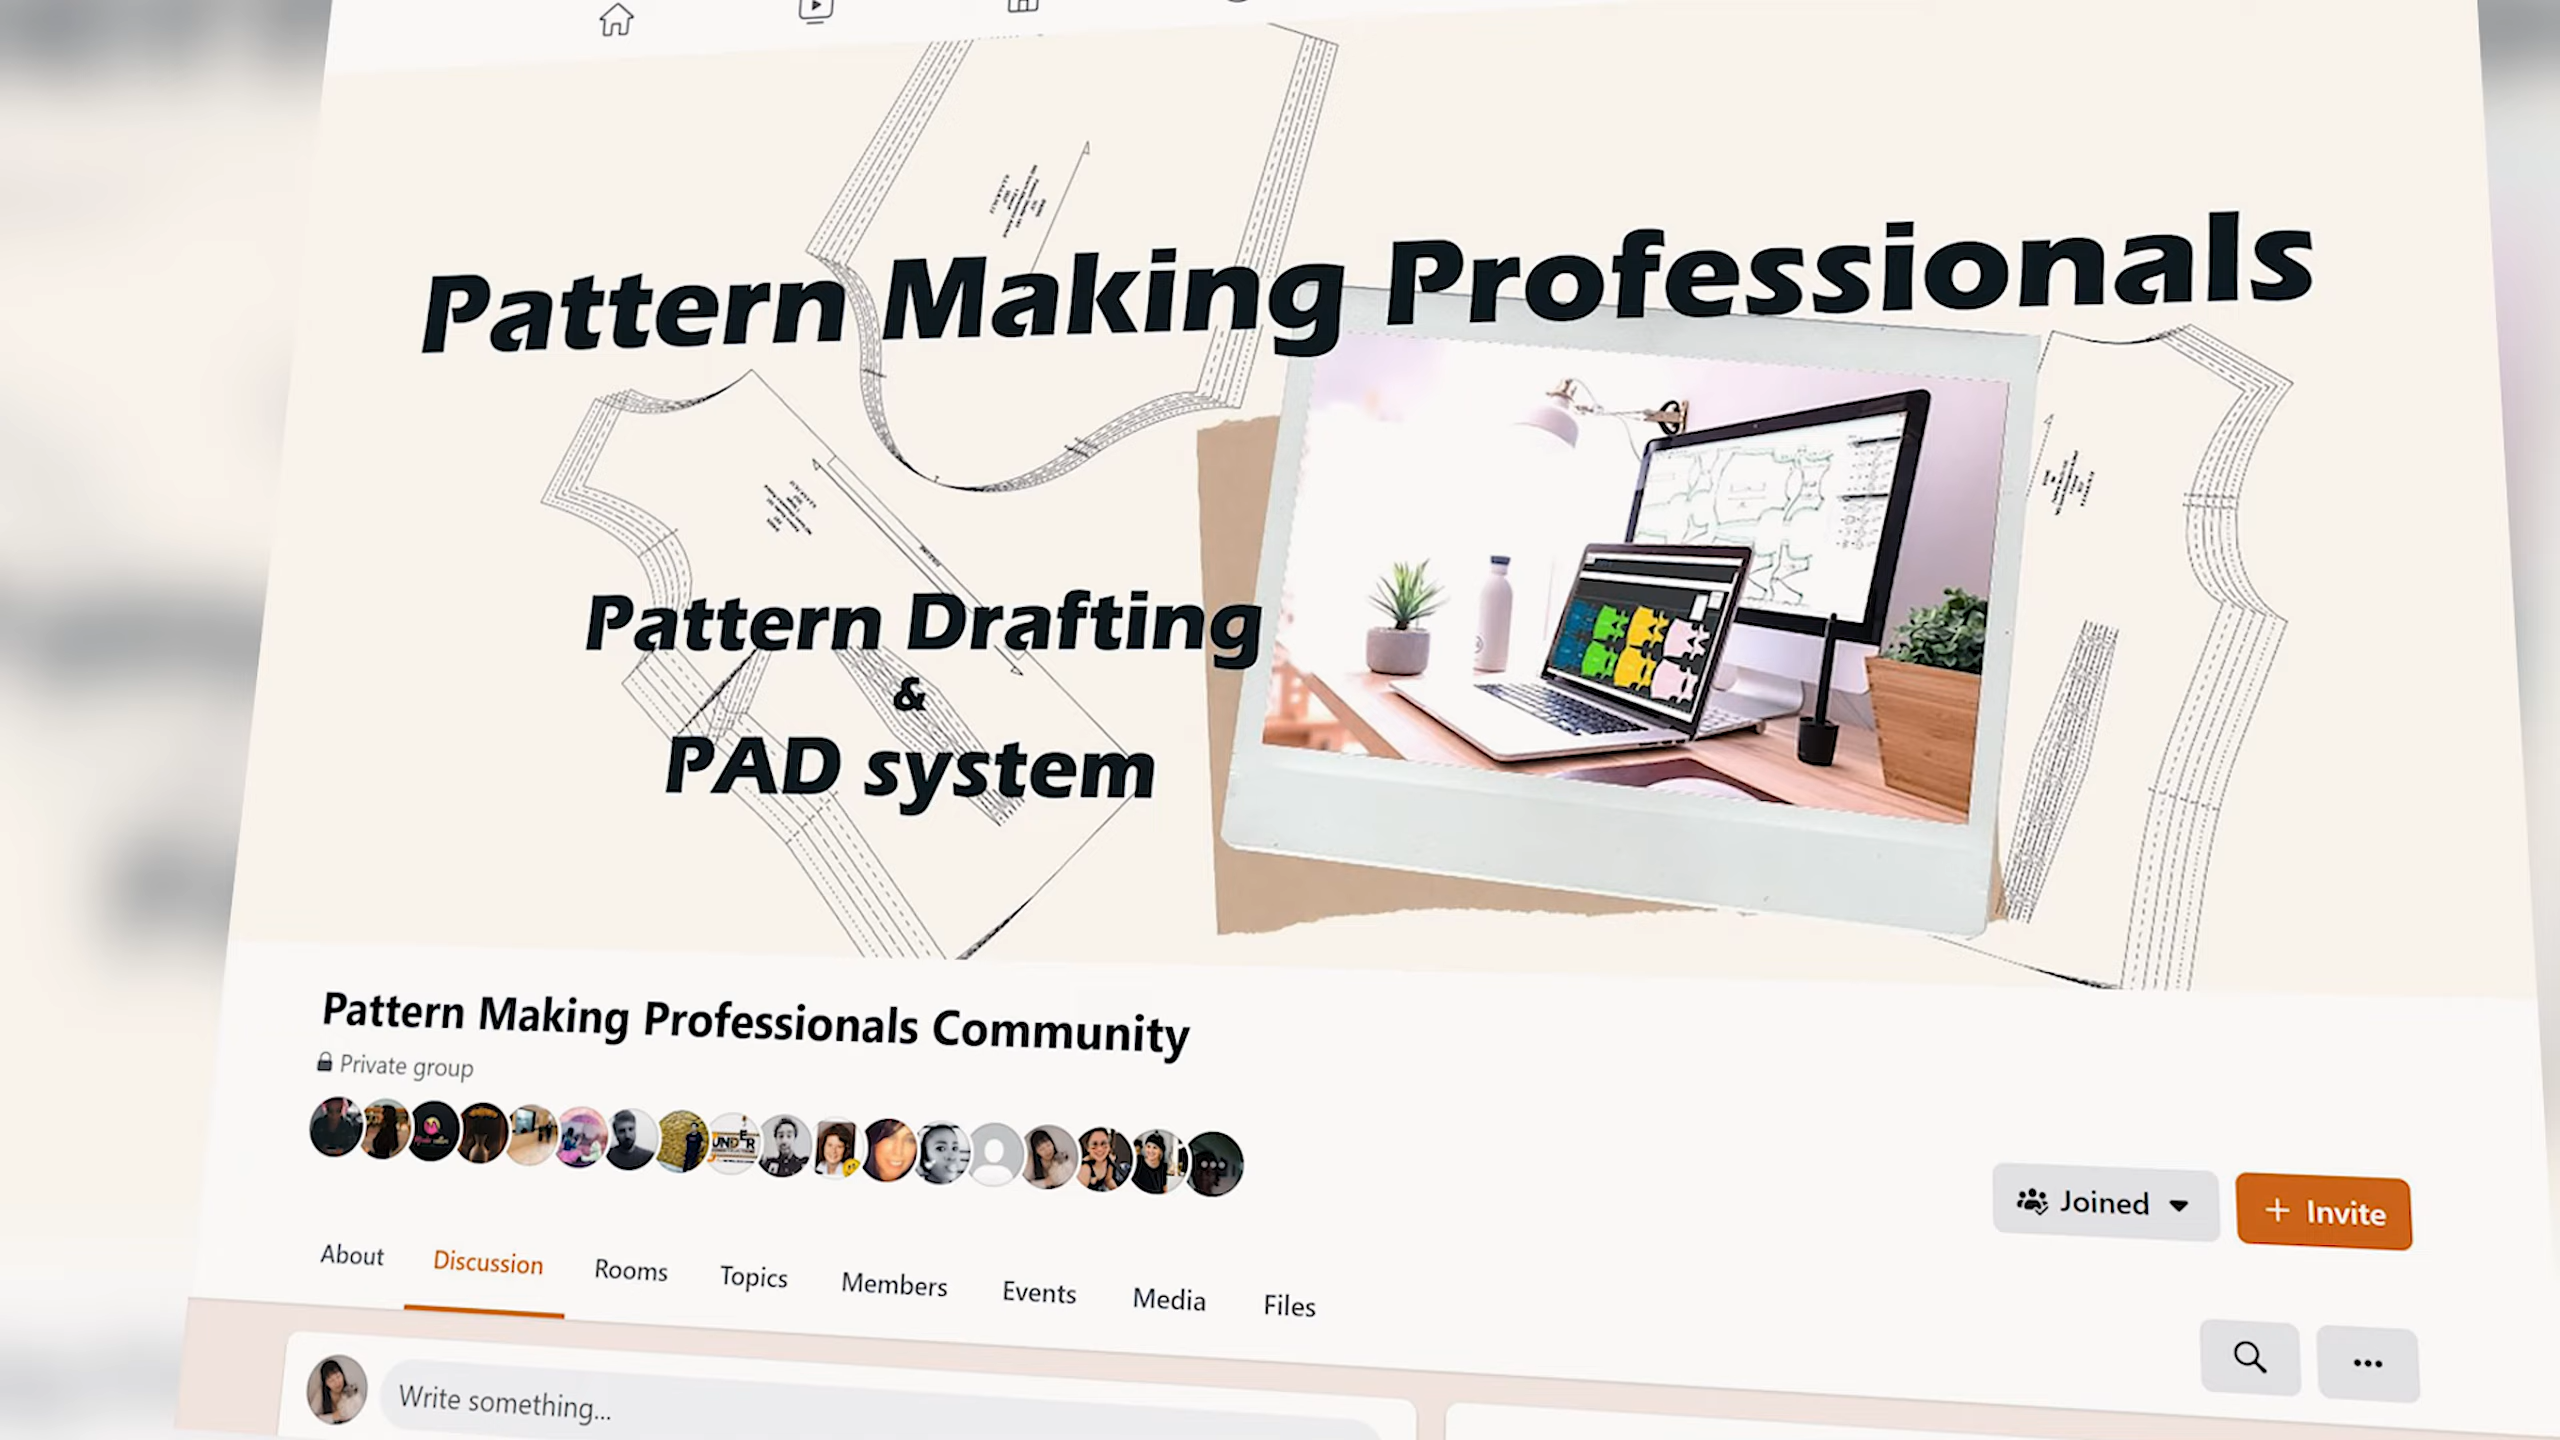 Pattern Making Professionals
Pattern Drafting
&
PAD system
Pattern Making Professionals Community
Private group
UNDER
Joined
+ Invite
About Discussion Rooms Topics Members Events Media Files
Write something...